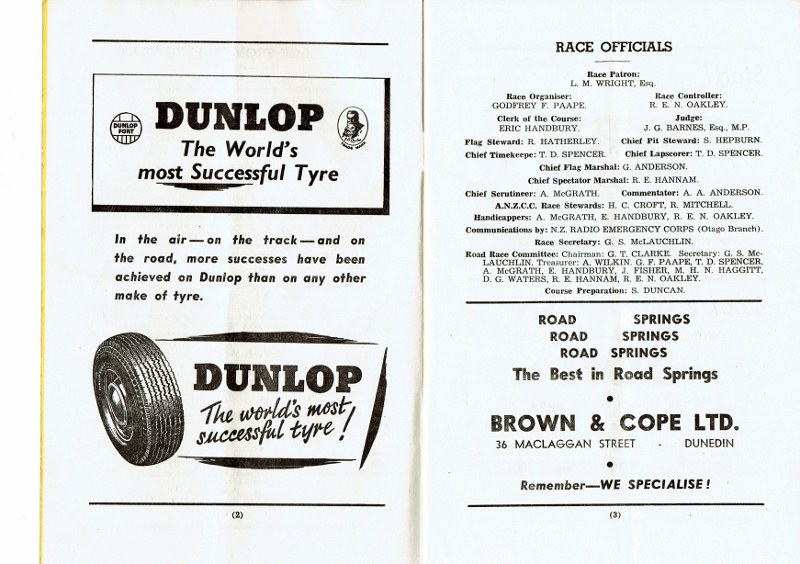 DUNLOP
FORT
DUNLOP
TRADE MARK
The World's
most Successful Tyre
In the air—on the track—and on
the road, more successes have been
achieved on Dunlop than on any other
make of tyre.
DUNLOP
The world's most
successful tyre!
(2)
RACE OFFICIALS
Race Patron:
L. M. WRIGHT, Esq.
Race Organiser: Race Controller:
GODFREY F. PAAPE. R. E. N. OAKLEY.
Clerk of the Course: Judge:
ERIC HANDBURY. J. G. BARNES, Esq., M.P.
Flag Steward: R. HATHERLEY. Chief Pit Steward: S. HEPBURN.
Chief Timekeepe: T. D. SPENCER. Chief Lapscorer: T. D. SPENCER.
Chief Flag Marshal: G. ANDERSON.
Chief Spectator Marshal: R. E. HANNAM.
Chief Scrutineer: A. McGRATH. Commentator: A. A. ANDERSON.
A.N.Z.C.C. Race Stewards: H. C. CROFT, R. MITCHELL.
Handicappers: A. McGRATH, E. HANDBURY, R. E. N. OAKLEY.
Communications by: N.Z. RADIO EMERGENCY CORPS (Otago Branch).
Race Secretary: G. S. McLAUCHLIN.
Road Race Committee: Chairman: G. T. CLARKE. Secretary: G. S. Mc-
LAUCHLIN, Treasurer: A. WILKIN. G. F. PAAPE, T. D. SPENCER,
A. McGRATH, E. HANDBURY, J. FISHER, M. H. N. HAGGITT,
D. G. WATERS, R. E. HANNAM, R. E. N. OAKLEY.
Course Preparation: S. DUNCAN.
ROAD SPRINGS
ROAD SPRINGS
ROAD SPRINGS
The Best in Road Springs
BROWN & COPE LTD.
36 MACLAGGAN STREET - DUNEDIN
Remember—WE SPECIALISE!
(3)